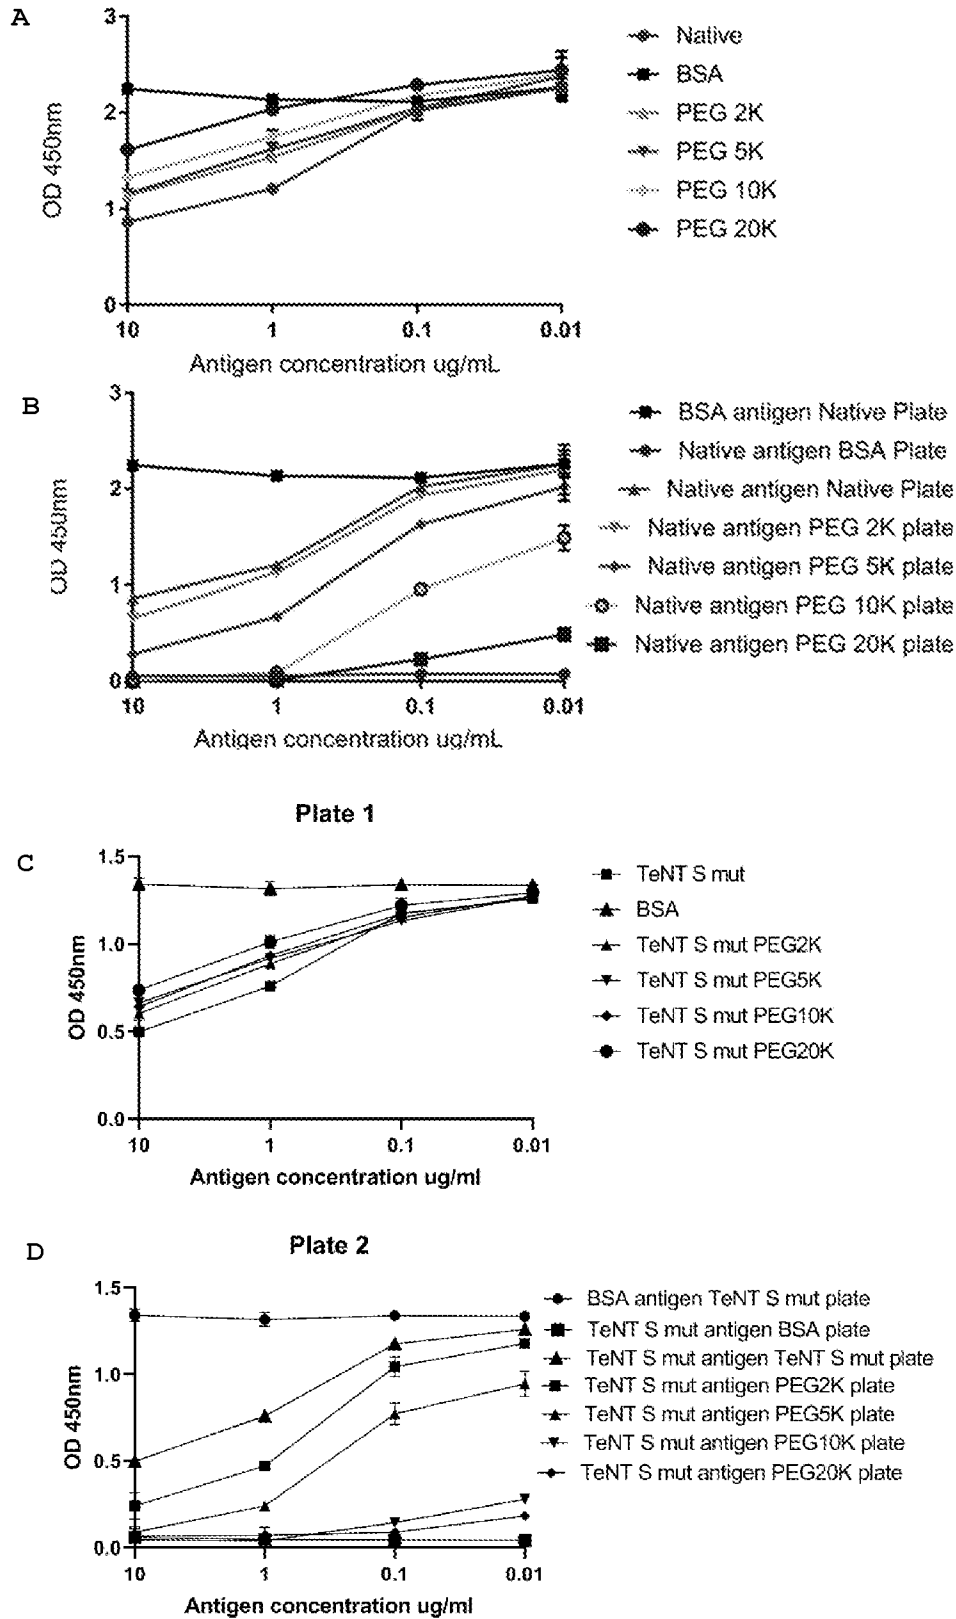 A
3
2
1
0
OD 450nm
10
1
0.1
0.01
Antigen concentration ug/mL
Native
BSA
PEG 2K
PEG 5K
PEG 10K
PEG 20K
B
3
2
1
0
OD 450nm
10
1
0.1
0.01
Antigen concentration ug/mL
BSA antigen Native Plate
Native antigen BSA Plate
Native antigen Native Plate
Native antigen PEG 2K plate
Native antigen PEG 5K plate
Native antigen PEG 10K plate
Native antigen PEG 20K plate
Plate 1
C
1.5
1.0
0.5
0.0
OD 450nm
10
1
0.1
0.01
Antigen concentration ug/ml
TeNT S mut
BSA
TeNT S mut PEG2K
TeNT S mut PEG5K
TeNT S mut PEG10K
TeNT S mut PEG20K
D
Plate 2
1.5
1.0
0.5
0.0
OD 450nm
10
1
0.1
0.01
Antigen concentration ug/ml
BSA antigen TeNT S mut plate
TeNT S mut antigen BSA plate
TeNT S mut antigen TeNT S mut plate
TeNT S mut antigen PEG2K plate
TeNT S mut antigen PEG5K plate
TeNT S mut antigen PEG10K plate
TeNT S mut antigen PEG20K plate